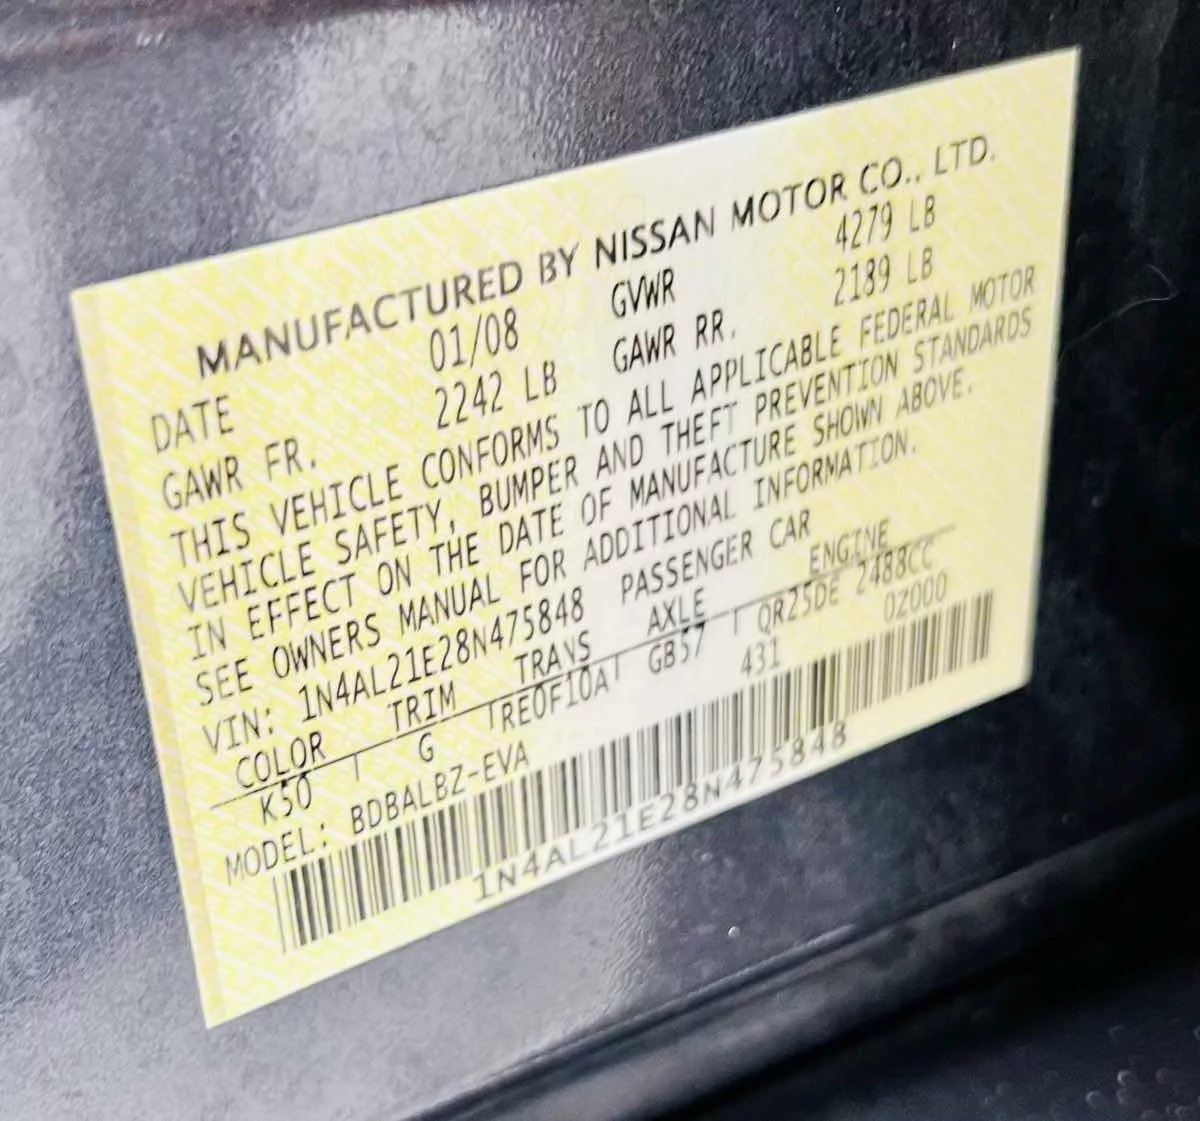 MANUFACTURED BY NISSAN MOTOR CO., LTD.
DATE 01/08 GVWR 4279 LB
GAWR FR. 2242 LB GAWR RR. 2189 LB
THIS VEHICLE CONFORMS TO ALL APPLICABLE FEDERAL MOTOR
VEHICLE SAFETY, BUMPER AND THEFT PREVENTION STANDARDS
IN EFFECT ON THE DATE OF MANUFACTURE SHOWN ABOVE.
SEE OWNERS MANUAL FOR ADDITIONAL INFORMATION.
VIN: 1N4AL21E28N475848 PASSENGER CAR
COLOR TRIM TRANS AXLE ENGINE
K50 G RE0F10A GB57 QR25DE 2488CC
MODEL: BDBALBZ-EVA 431 0Z000
1N4AL21E28N475848